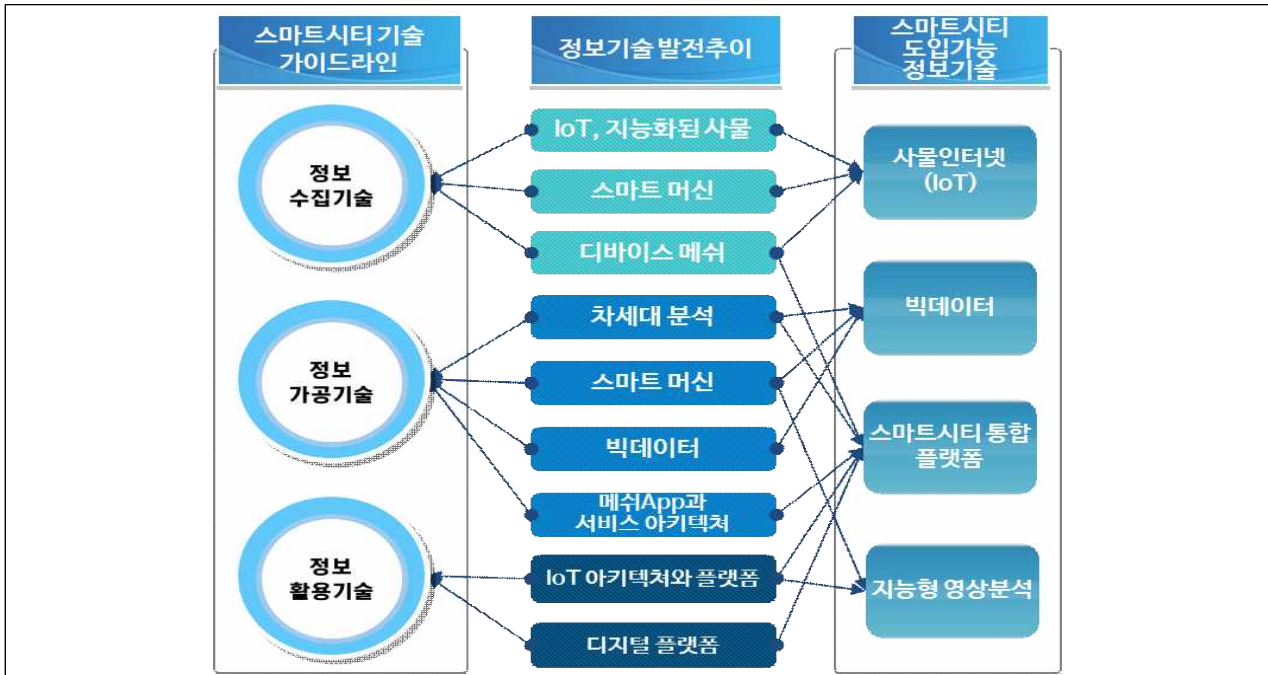 스마트시티 기술
가이드라인
정보기술 발전추이
스마트시티
도입가능
정보기술
정보
수집기술
정보
가공기술
정보
활용기술
IoT, 지능화된 사물
스마트 머신
디바이스 메쉬
차세대 분석
스마트 머신
빅데이터
메쉬App과
서비스 아키텍처
IoT 아키텍처와 플랫폼
디지털 플랫폼
사물인터넷
(IoT)
빅데이터
스마트시티 통합
플랫폼
지능형 영상분석